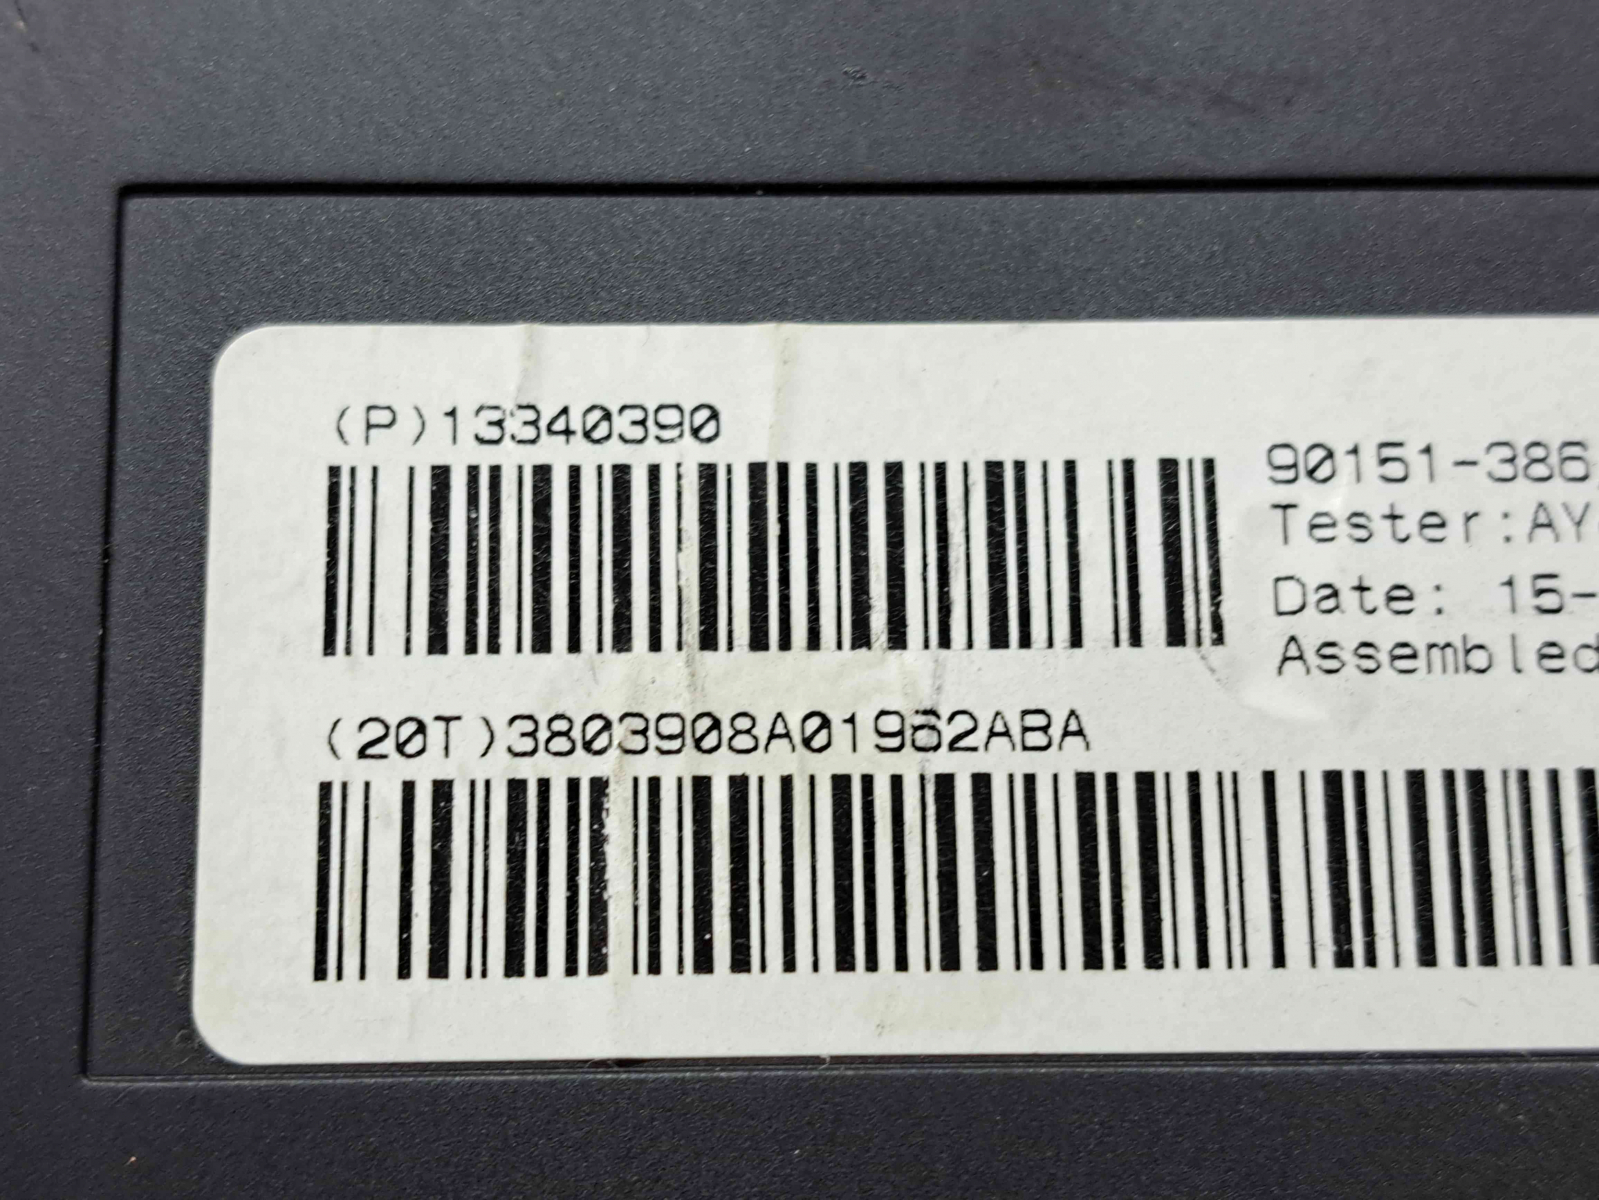 (P)13340390
90151-386
Tester:AY
Date: 15-
Assembled
(20T)3803908A01962ABA